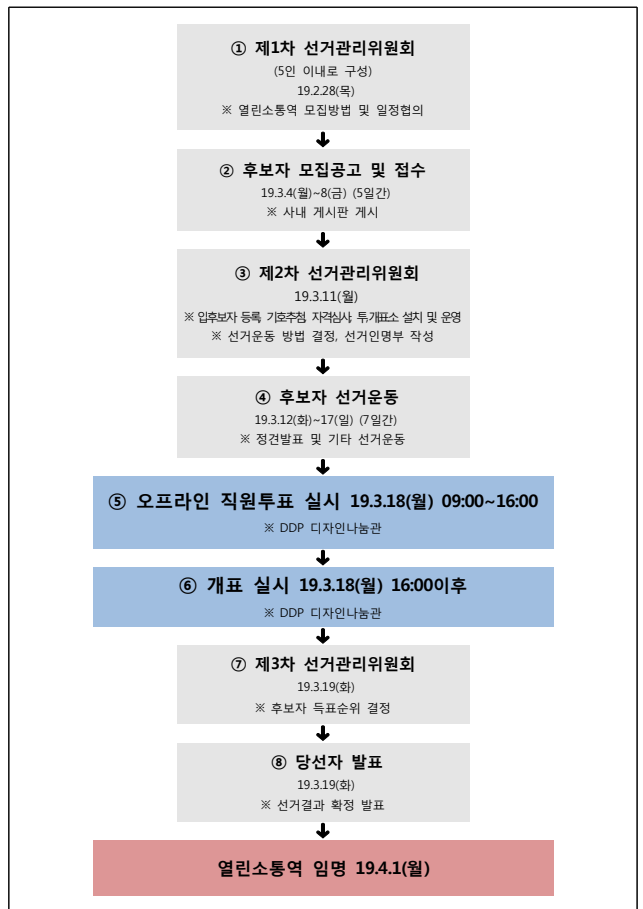 ① 제1차 선거관리위원회
(5인 이내로 구성)
19.2.28(목)
※ 열린소통역 모집방법 및 일정협의
② 후보자 모집공고 및 접수
19.3.4(월)~8(금) (5일간)
※ 사내 게시판 게시
③ 제2차 선거관리위원회
19.3.11(월)
※ 입후보자 등록, 기호추첨, 자격심사, 투,개표소 설치 및 운영
※ 선거운동 방법 결정, 선거인명부 작성
④ 후보자 선거운동
19.3.12(화)~17(일) (7일간)
※ 정견발표 및 기타 선거운동
⑤ 오프라인 직원투표 실시 19.3.18(월) 09:00~16:00
※ DDP 디자인나눔관
⑥ 개표 실시 19.3.18(월) 16:00이후
※ DDP 디자인나눔관
⑦ 제3차 선거관리위원회
19.3.19(화)
※ 후보자 득표순위 결정
⑧ 당선자 발표
19.3.19(화)
※ 선거결과 확정 발표
열린소통역 임명 19.4.1(월)